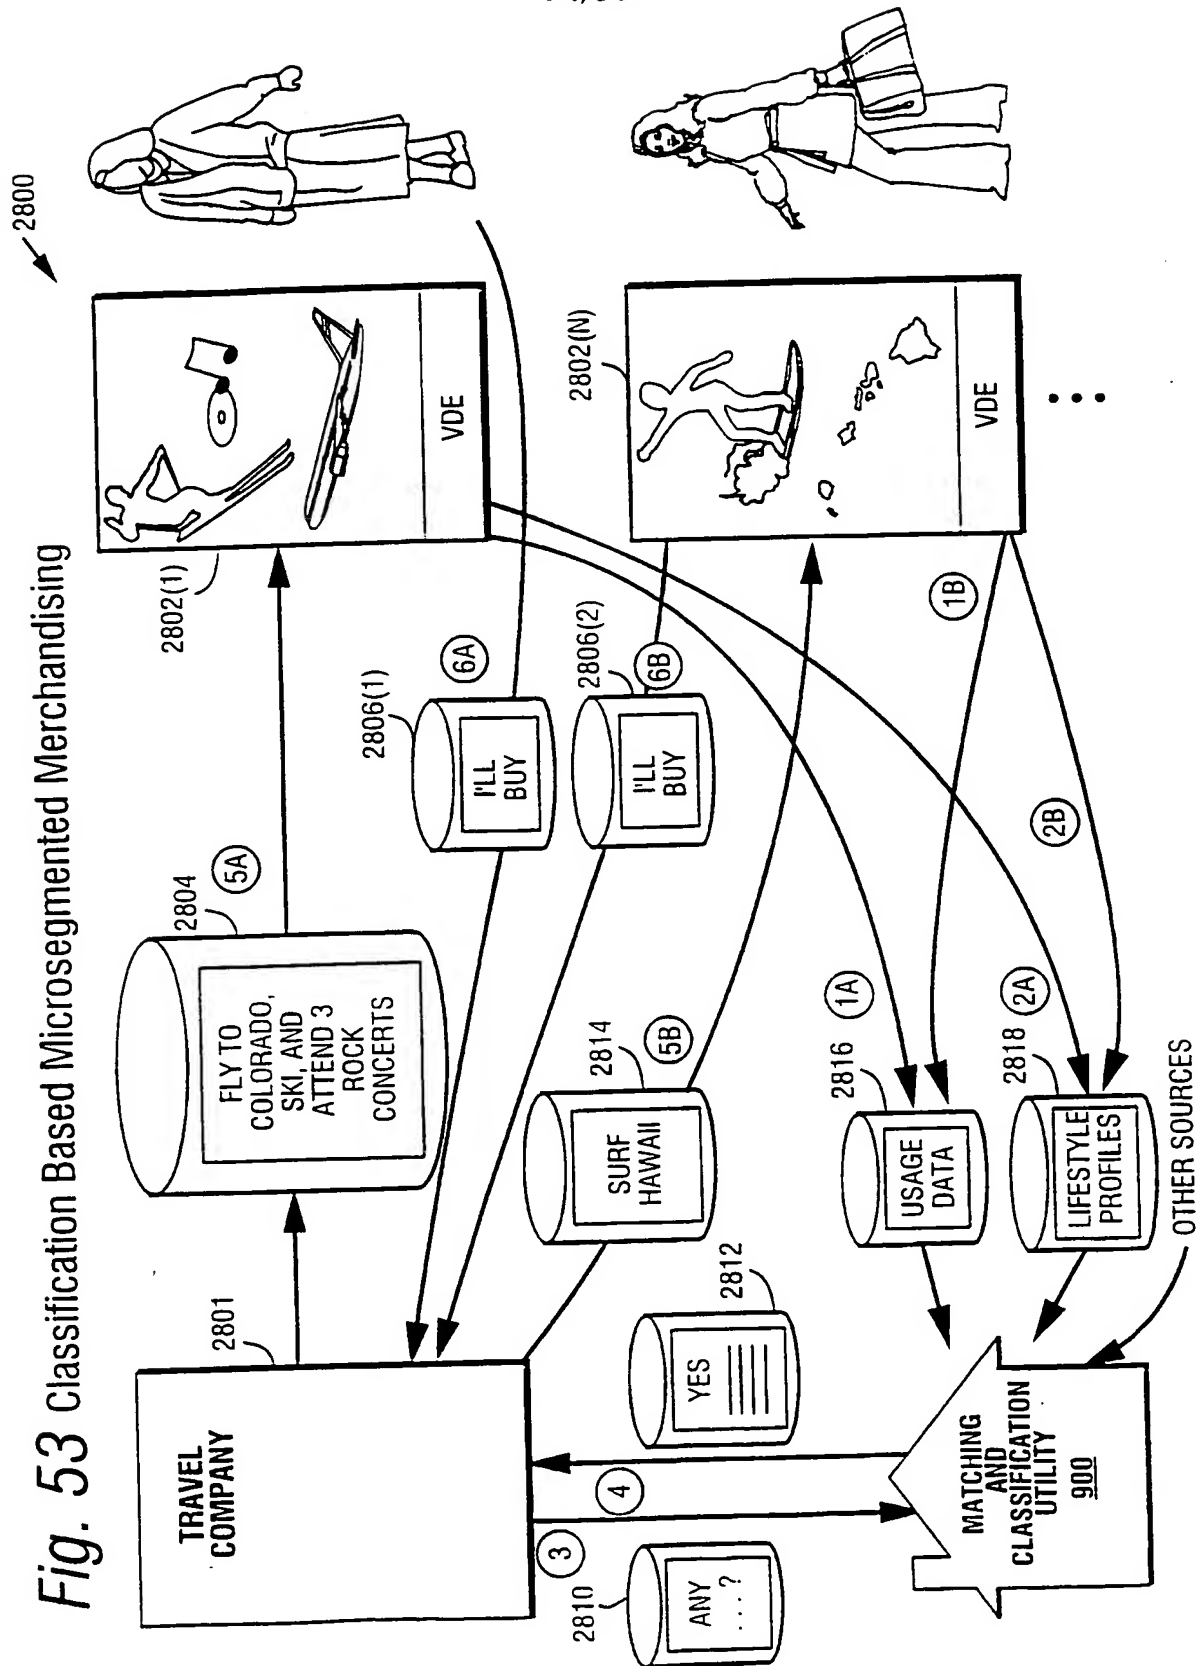 Fig. 53 Classification Based Microsegmented Merchandising
2800
TRAVEL
COMPANY
2801
2804
5A
FLY TO
COLORADO,
SKI, AND
ATTEND 3
ROCK
CONCERTS
2802(1)
VDE
2806(1)
6A
I'LL
BUY
2806(2)
6B
I'LL
BUY
2802(N)
VDE
2814
5B
SURF
HAWAII
3
4
2810
ANY
....?
2812
YES
1A
1B
2816
USAGE
DATA
2A
2B
2818
LIFESTYLE
PROFILES
MATCHING
AND
CLASSIFICATION
UTILITY
900
OTHER SOURCES